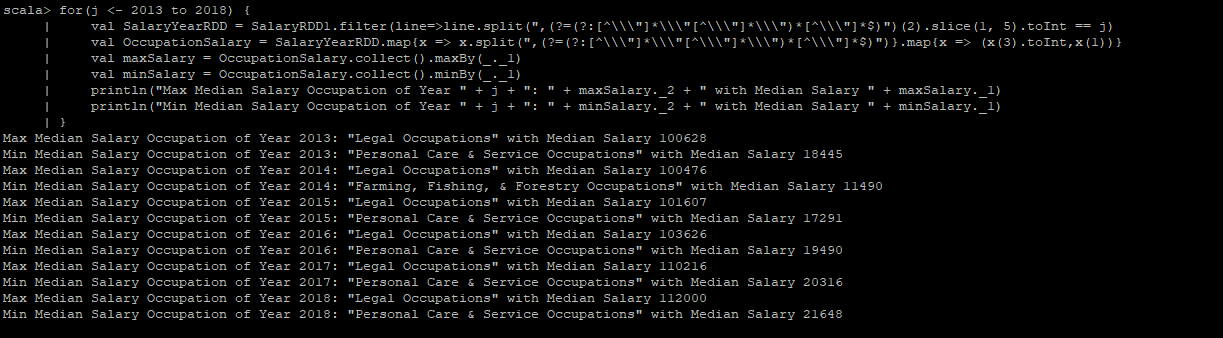 scala> for(j <- 2013 to 2018) {
     |     val SalaryYearRDD = SalaryRDD1.filter(line=>line.split(",(?=(?:[^\\\"]*\\\"[^\\\"]*\\\")*[^\\\"]*$)")(2).slice(1, 5).toInt == j)
     |     val OccupationSalary = SalaryYearRDD.map{x => x.split(",(?=(?:[^\\\"]*\\\"[^\\\"]*\\\")*[^\\\"]*$)")}.map{x => (x(3).toInt,x(1))}
     |     val maxSalary = OccupationSalary.collect().maxBy(_._1)
     |     val minSalary = OccupationSalary.collect().minBy(_._1)
     |     println("Max Median Salary Occupation of Year " + j + ": " + maxSalary._2 + " with Median Salary " + maxSalary._1)
     |     println("Min Median Salary Occupation of Year " + j + ": " + minSalary._2 + " with Median Salary " + minSalary._1)
     | }
Max Median Salary Occupation of Year 2013: "Legal Occupations" with Median Salary 100628
Min Median Salary Occupation of Year 2013: "Personal Care & Service Occupations" with Median Salary 18445
Max Median Salary Occupation of Year 2014: "Legal Occupations" with Median Salary 100476
Min Median Salary Occupation of Year 2014: "Farming, Fishing, & Forestry Occupations" with Median Salary 11490
Max Median Salary Occupation of Year 2015: "Legal Occupations" with Median Salary 101607
Min Median Salary Occupation of Year 2015: "Personal Care & Service Occupations" with Median Salary 17291
Max Median Salary Occupation of Year 2016: "Legal Occupations" with Median Salary 103626
Min Median Salary Occupation of Year 2016: "Personal Care & Service Occupations" with Median Salary 19490
Max Median Salary Occupation of Year 2017: "Legal Occupations" with Median Salary 110216
Min Median Salary Occupation of Year 2017: "Personal Care & Service Occupations" with Median Salary 20316
Max Median Salary Occupation of Year 2018: "Legal Occupations" with Median Salary 112000
Min Median Salary Occupation of Year 2018: "Personal Care & Service Occupations" with Median Salary 21648